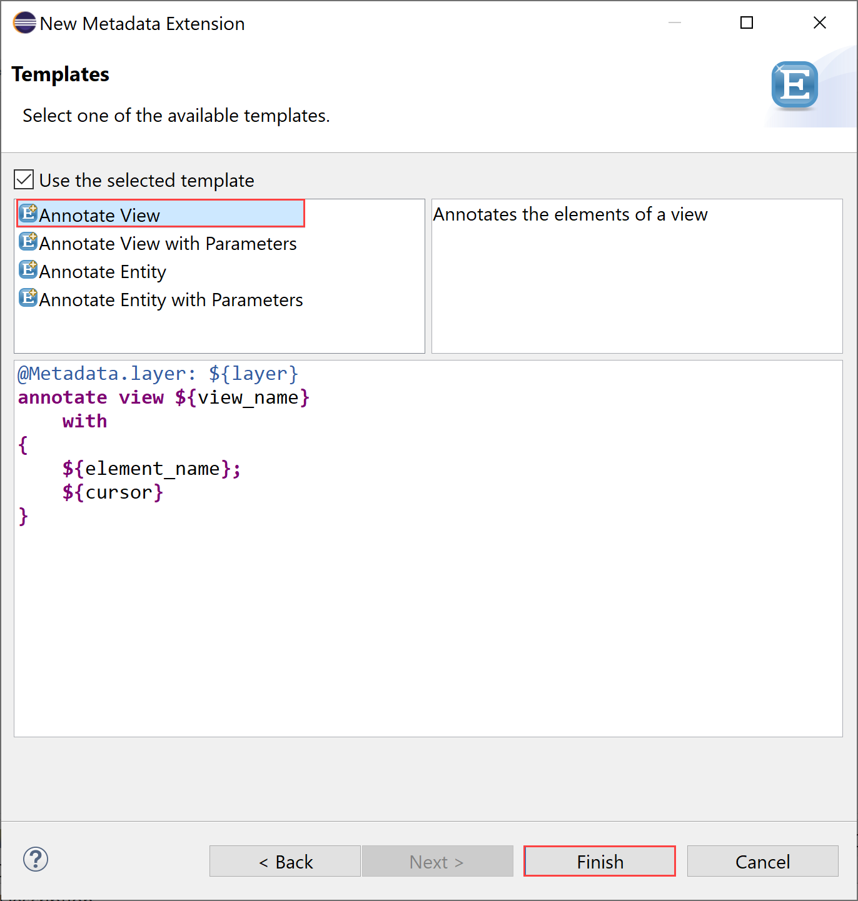 New Metadata Extension
Templates
Select one of the available templates.
E
Use the selected template
Annotate View
Annotate View with Parameters
Annotate Entity
Annotate Entity with Parameters
Annotates the elements of a view
@Metadata.layer: ${layer}
annotate view ${view_name}
    with
{
    ${element_name};
    ${cursor}
}
?
< Back
Next >
Finish
Cancel